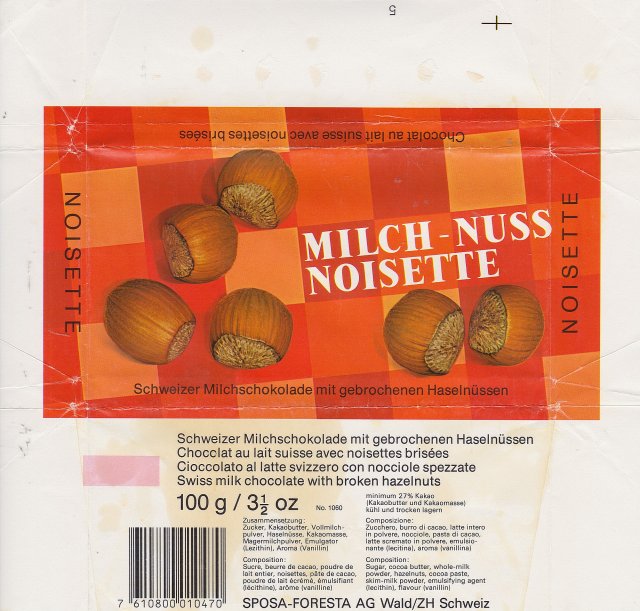 5
Chocolat au lait suisse avec noisettes brisées
NOISETTE
MILCH-NUSS
NOISETTE
NOISETTE
Schweizer Milchschokolade mit gebrochenen Haselnüssen
Schweizer Milchschokolade mit gebrochenen Haselnüssen
Chocclat au lait suisse avec noisettes brisées
Cioccolato al latte svizzero con nocciole spezzate
Swiss milk chocolate with broken hazelnuts
100 g / 3½ oz
No. 1060
minimum 27% Kakao
(Kakaobutter und Kakaomasse)
kühl und trocken lagern
Zusammensetzung:
Zucker, Kakaobutter, Vollmilch-
pulver, Haselnüsse, Kakaomasse,
Magermilchpulver, Emulgator
(Lezithin), Aroma (Vanillin)
Composizione:
Zucchero, burro di cacao, latte intero
in polvere, nocciole, pasta di cacao,
latte scremato in polvere, emulsio-
nante (lecitina), aroma (vanillina)
Composition:
Sucre, beurre de cacao, poudre de
lait entier, noisettes, pâte de cacao,
poudre de lait écrémé, émulsifiant
(lécithine), arôme (vanilline)
Composition:
Sugar, cocoa butter, whole-milk
powder, hazelnuts, cocoa paste,
skim-milk powder, emulsifying agent
(lecithin), flavour (vanillin)
7 610800 010470
SPOSA-FORESTA AG Wald/ZH Schweiz